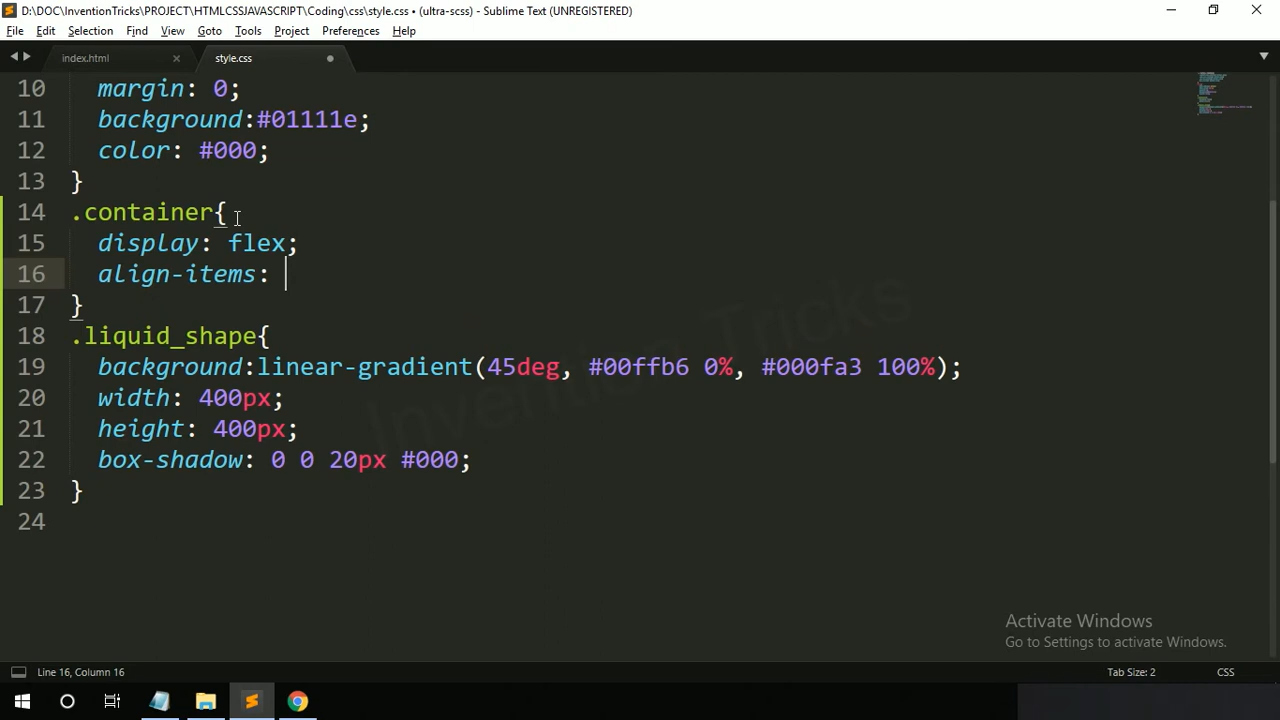 D:\DOC\InventionTricks\PROJECT\HTMLCSSJAVASCRIPT\Coding\css\style.css • (ultra-scss) - Sublime Text (UNREGISTERED)
File Edit Selection Find View Goto Tools Project Preferences Help
index.html style.css
10 margin: 0;
11 background:#01111e;
12 color: #000;
13 }
14 .container{
15 display: flex;
16 align-items:
17 }
18 .liquid_shape{
19 background:linear-gradient(45deg, #00ffb6 0%, #000fa3 100%);
20 width: 400px;
21 height: 400px;
22 box-shadow: 0 0 20px #000;
23 }
24
Invention Tricks
Activate Windows
Go to Settings to activate Windows.
Line 16, Column 16 Tab Size: 2 CSS